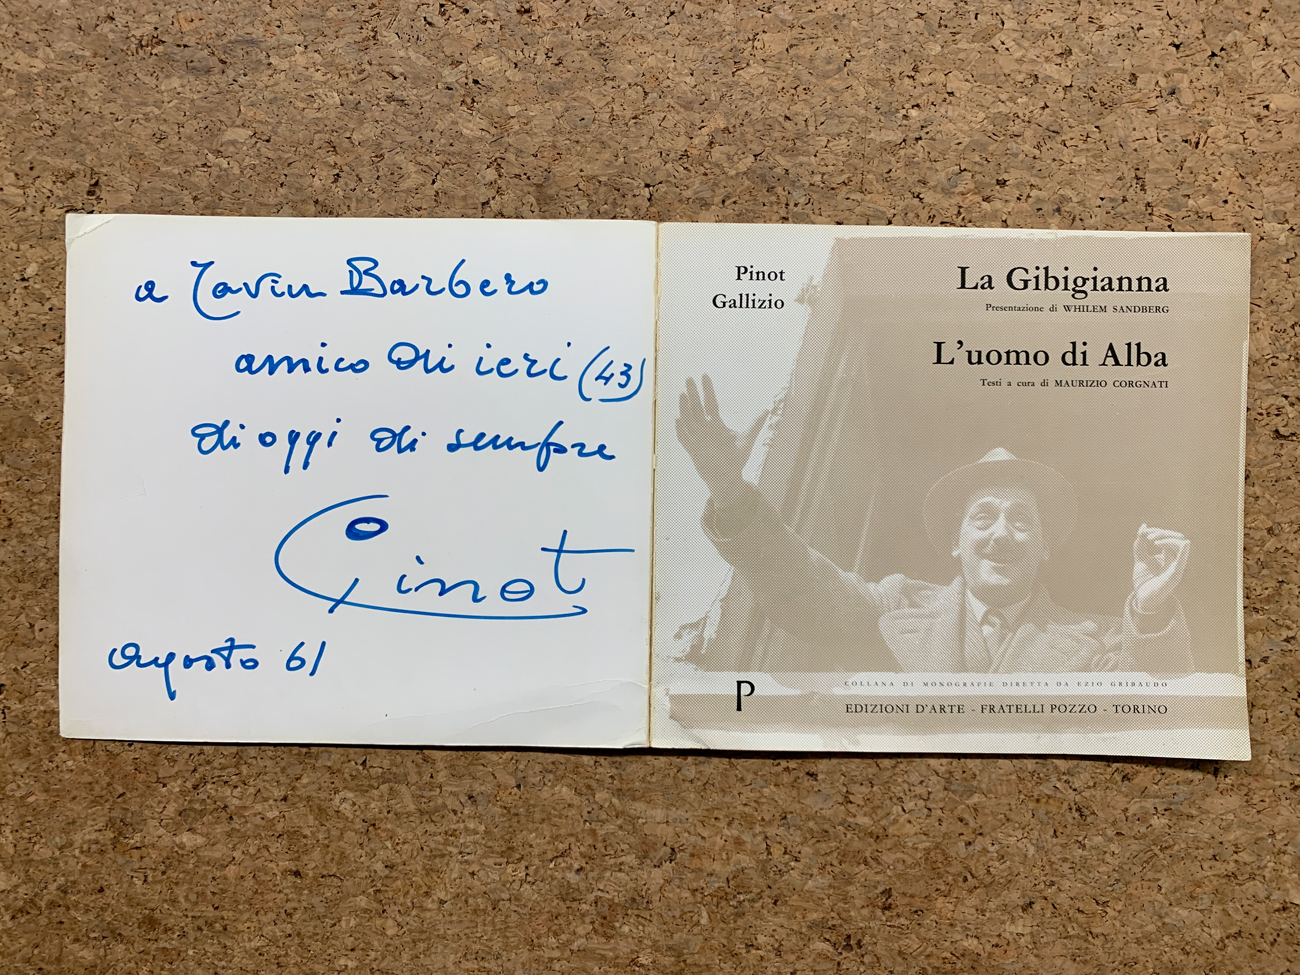 a Tavin Barbero
amico di ieri (43)
di oggi di sempre
Pinot
Agosto 61
Pinot
Gallizio
La Gibigianna
Presentazione di WHILEM SANDBERG
L'uomo di Alba
Testi a cura di MAURIZIO CORGNATI
P
COLLANA DI MONOGRAFIE DIRETTA DA EZIO GRIBAUDO
EDIZIONI D'ARTE - FRATELLI POZZO - TORINO